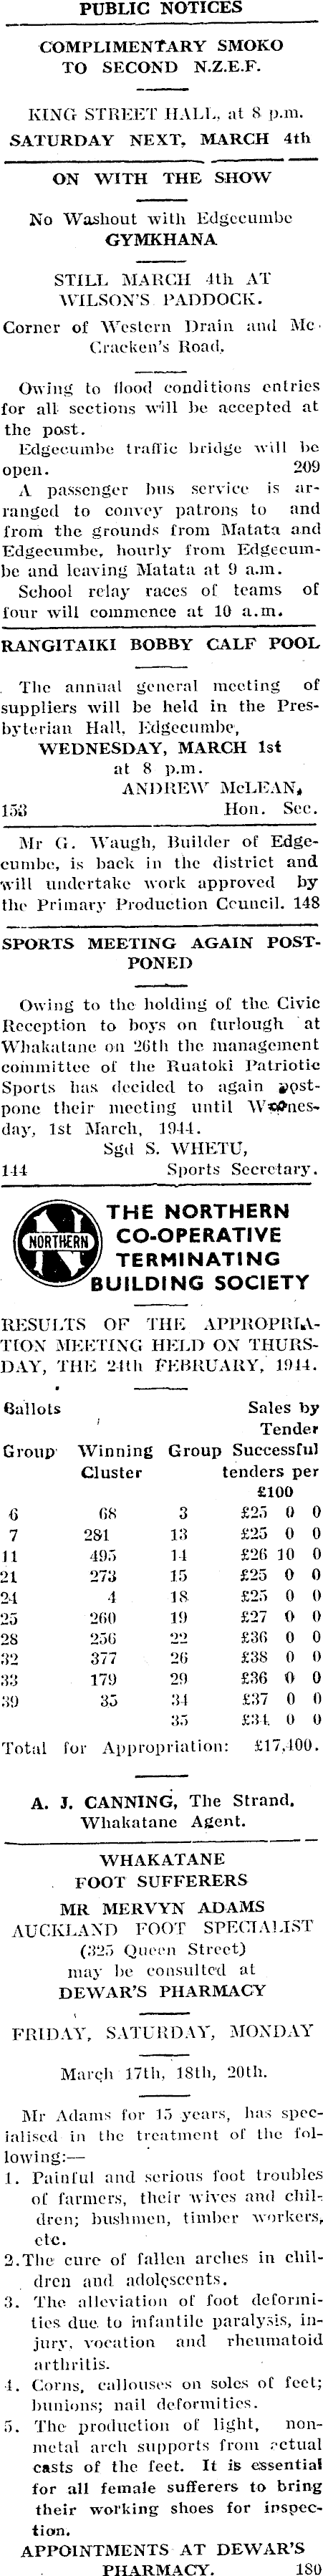 PUBLIC NOTICES
COMPLIMENTARY SMOKO
TO SECOND N.Z.E.F.
KING STREET HALL, at 8 p.m.
SATURDAY NEXT, MARCH 4th
ON WITH THE SHOW
No Washout with Edgecumbe
GYMKHANA
STILL MARCH 4th AT
WILSON'S PADDOCK.
Corner of Western Drain and Mc-
Cracken's Road.
Owing to flood conditions entries
for all sections will be accepted at
the post.
Edgecumbe traffic bridge will be
open. 209
A passenger bus service is ar-
ranged to convey patrons to and
from the grounds from Matata and
Edgecumbe, hourly from Edgecum-
be and leaving Matata at 9 a.m.
School relay races of teams of
four will commence at 10 a.m.
RANGITAIKI BOBBY CALF POOL
The annual general meeting of
suppliers will be held in the Pres-
byterian Hall, Edgecumbe,
WEDNESDAY, MARCH 1st
at 8 p.m.
ANDREW McLEAN,
153 Hon. Sec.
Mr G. Waugh, Builder of Edge-
cumbe, is back in the district and
will undertake work approved by
the Primary Production Council. 148
SPORTS MEETING AGAIN POST-
PONED
Owing to the holding of the Civic
Reception to boys on furlough at
Whakatane on 26th the management
committee of the Ruatoki Patriotic
Sports has decided to again post-
pone their meeting until Wednes-
day, 1st March, 1944.
Sgd S. WHETU,
144 Sports Secretary.
NORTHERN
THE NORTHERN
CO-OPERATIVE
TERMINATING
BUILDING SOCIETY
RESULTS OF THE APPROPRIA-
TION MEETING HELD ON THURS-
DAY, THE 24th FEBRUARY, 1944.
Ballots Sales by
Tender
Group Winning Group Successful
Cluster tenders per
£100
6 68 3 £25 0 0
7 281 13 £25 0 0
11 495 14 £26 10 0
21 273 15 £25 0 0
24 4 18 £25 0 0
25 260 19 £27 0 0
28 256 22 £36 0 0
32 377 26 £38 0 0
33 179 29 £36 0 0
39 35 34 £37 0 0
35 £34 0 0
Total for Appropriation: £17,400.
A. J. CANNING, The Strand,
Whakatane Agent.
WHAKATANE
FOOT SUFFERERS
MR MERVYN ADAMS
AUCKLAND FOOT SPECIALIST
(325 Queen Street)
may be consulted at
DEWAR'S PHARMACY
FRIDAY, SATURDAY, MONDAY
March 17th, 18th, 20th.
Mr Adams for 15 years, has spec-
ialised in the treatment of the fol-
lowing:—
1. Painful and serious foot troubles
of farmers, their wives and chil-
dren; bushmen, timber workers,
etc.
2.The cure of fallen arches in chil-
dren and adolescents.
3. The alleviation of foot deformi-
ties due to infantile paralysis, in-
jury, vocation and rheumatoid
arthritis.
4. Corns, callouses on soles of feet;
bunions; nail deformities.
5. The production of light, non-
metal arch supports from actual
casts of the feet. It is essential
for all female sufferers to bring
their working shoes for inspec-
tion.
APPOINTMENTS AT DEWAR'S
PHARMACY. 180